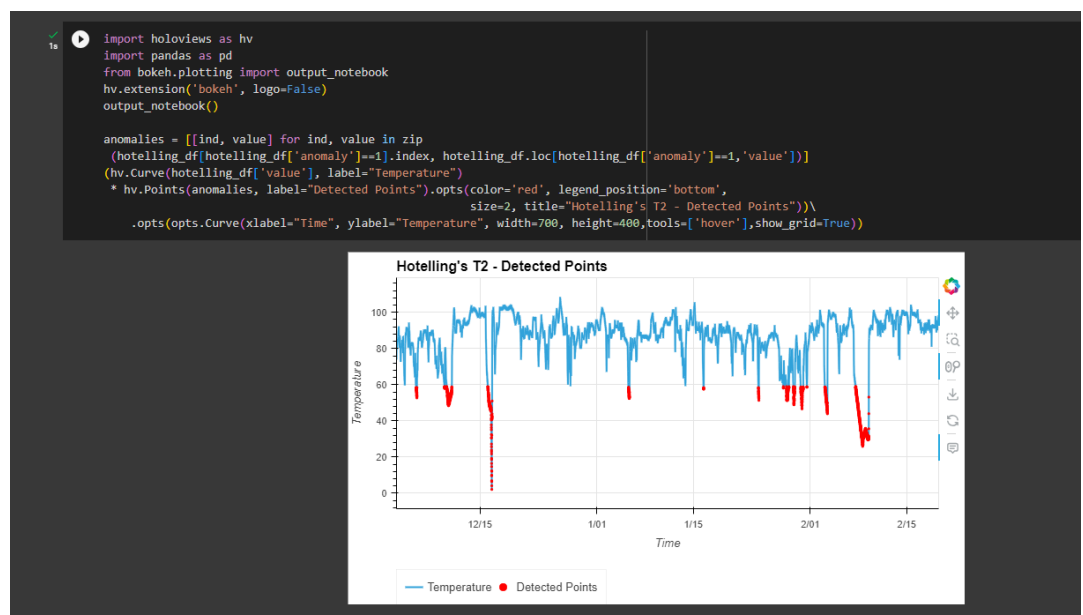 1s
import holoviews as hv
import pandas as pd
from bokeh.plotting import output_notebook
hv.extension('bokeh', logo=False)
output_notebook()
anomalies = [[ind, value] for ind, value in zip
(hotelling_df[hotelling_df['anomaly']==1].index, hotelling_df.loc[hotelling_df['anomaly']==1,'value'])]
(hv.Curve(hotelling_df['value'], label="Temperature")
* hv.Points(anomalies, label="Detected Points").opts(color='red', legend_position='bottom',
size=2, title="Hotelling's T2 - Detected Points"))\
.opts(opts.Curve(xlabel="Time", ylabel="Temperature", width=700, height=400,tools=['hover'],show_grid=True))
Hotelling's T2 - Detected Points
100
80
60
40
20
0
Temperature
12/15
1/01
1/15
2/01
2/15
Time
Temperature
Detected Points